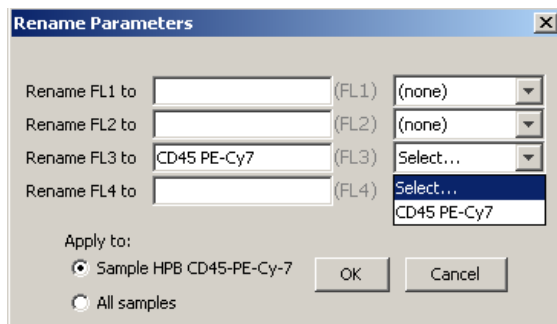 Rename Parameters
Rename FL1 to (FL1) (none)
Rename FL2 to (FL2) (none)
Rename FL3 to CD45 PE-Cy7 (FL3) Select...
Rename FL4 to (FL4) Select...
CD45 PE-Cy7
Apply to:
Sample HPB CD45-PE-Cy-7 OK Cancel
All samples